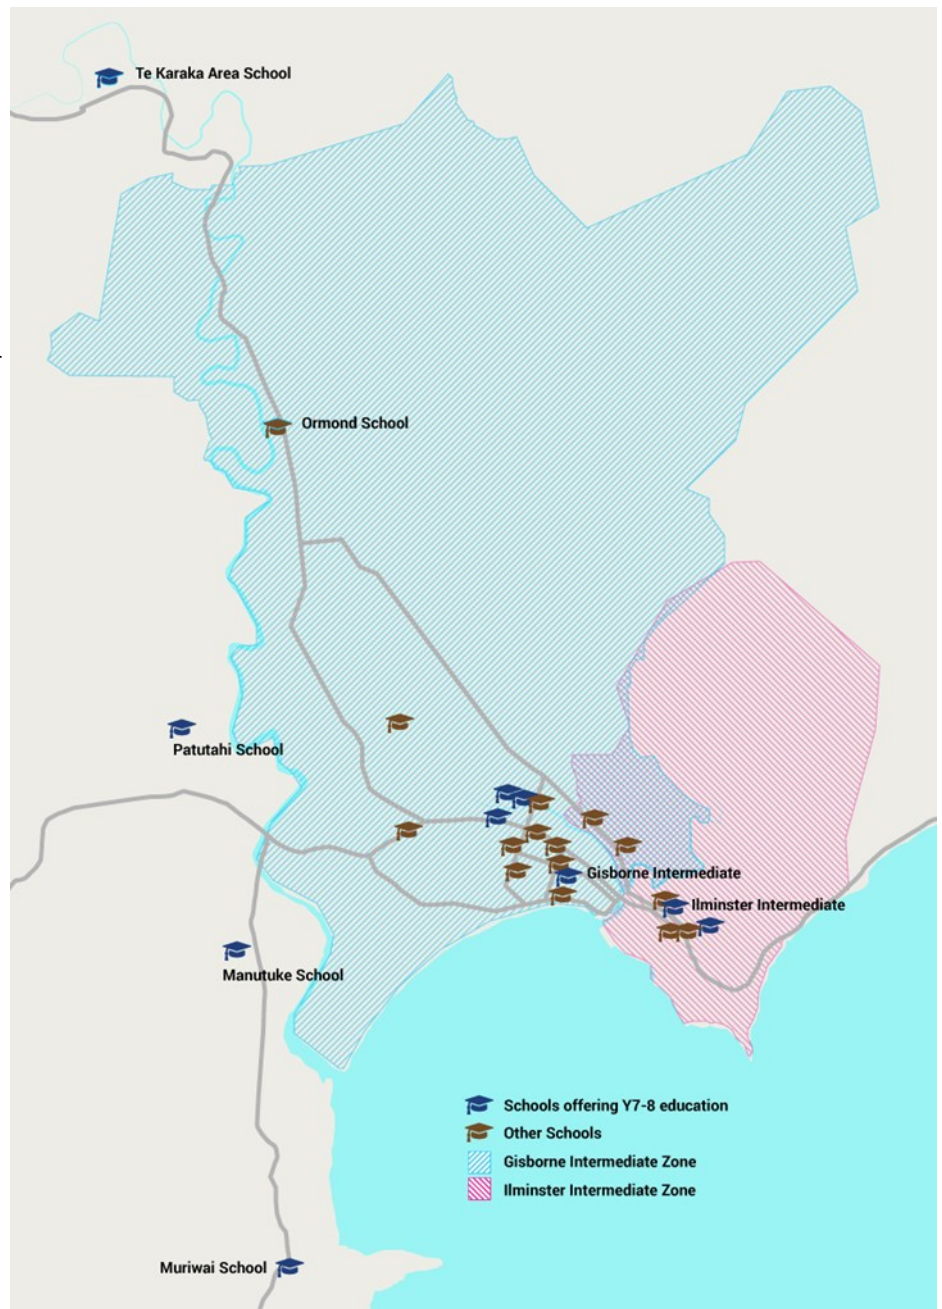 Te Karaka Area School
Ormond School
Patutahi School
Gisborne Intermediate
Ilminster Intermediate
Manutuke School
Schools offering Y7-8 education
Other Schools
Gisborne Intermediate Zone
Ilminster Intermediate Zone
Muriwai School